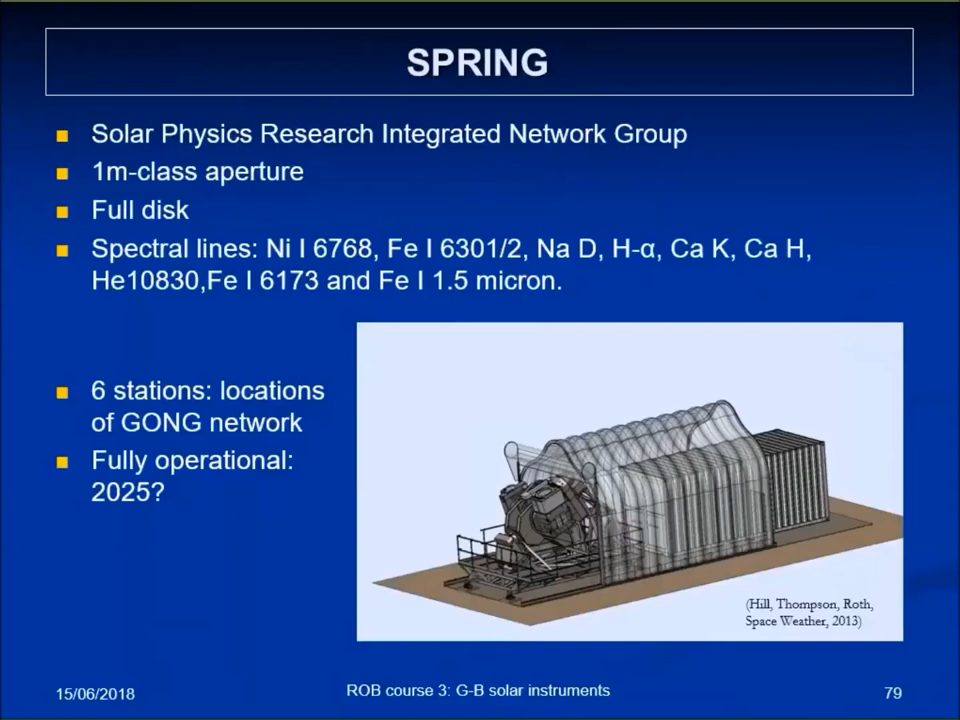 SPRING
Solar Physics Research Integrated Network Group
1m-class aperture
Full disk
Spectral lines: Ni I 6768, Fe I 6301/2, Na D, H-α, Ca K, Ca H,
He10830,Fe I 6173 and Fe I 1.5 micron.
6 stations: locations
of GONG network
Fully operational:
2025?
(Hill, Thompson, Roth,
Space Weather, 2013)
15/06/2018
ROB course 3: G-B solar instruments
79